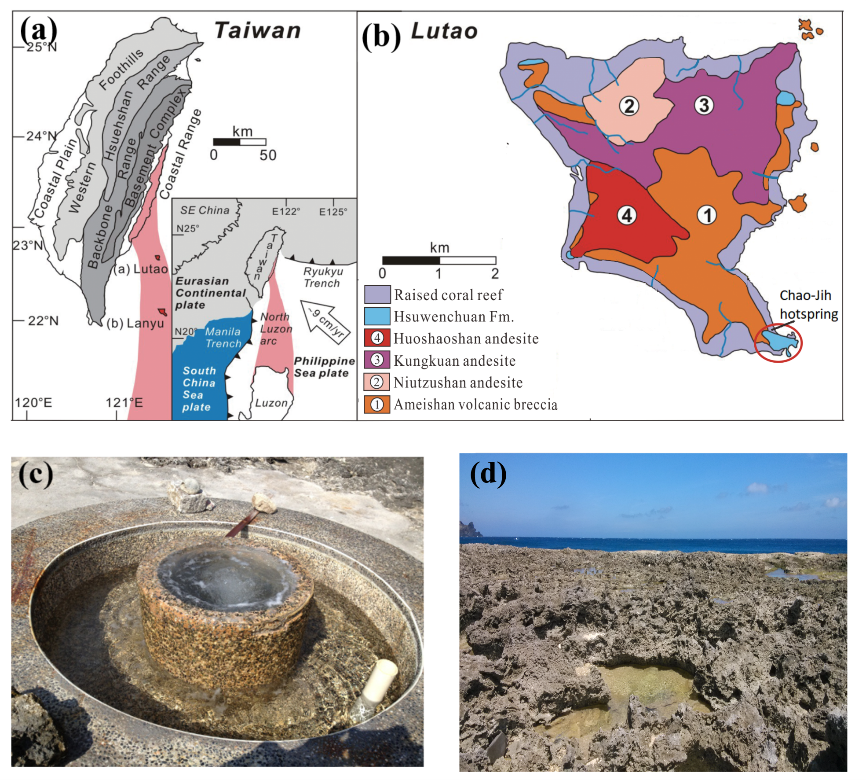 (a)
Taiwan
25°N
24°N
23°N
22°N
120°E
121°E
km
0
50
Foothills
Hsuehshan Range
Coastal Plain
Western
Backbone Range
Basement Complex
Coastal Range
(a) Lutao
(b) Lanyu
SE China
E122°
E125°
N25°
N20°
Taiwan
Ryukyu
Trench
Eurasian
Continental
plate
~9 cm/yr
Manila
Trench
North
Luzon
arc
Philippine
Sea plate
South
China
Sea
plate
Luzon
(b)
Lutao
2
3
4
1
km
0
1
2
Raised coral reef
Hsuwenchuan Fm.
4 Huoshaoshan andesite
3 Kungkuan andesite
2 Niutzushan andesite
1 Ameishan volcanic breccia
Chao-Jih
hotspring
(c)
(d)